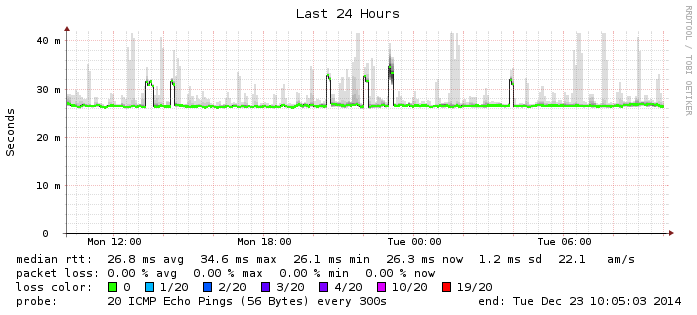 Last 24 Hours
RRDTOOL / TOBI OETIKER
40 m
30 m
20 m
10 m
0
Seconds
Mon 12:00 Mon 18:00 Tue 00:00 Tue 06:00
median rtt: 26.8 ms avg 34.6 ms max 26.1 ms min 26.3 ms now 1.2 ms sd 22.1 am/s
packet loss: 0.00 % avg 0.00 % max 0.00 % min 0.00 % now
loss color: 0 1/20 2/20 3/20 4/20 10/20 19/20
probe: 20 ICMP Echo Pings (56 Bytes) every 300s end: Tue Dec 23 10:05:03 2014